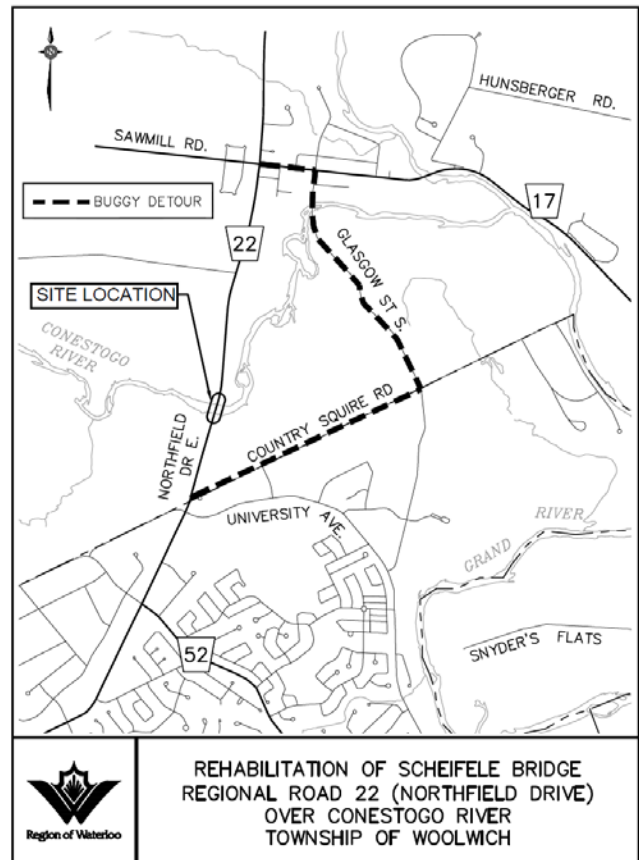 N
HUNSBERGER RD.
SAWMILL RD.
BUGGY DETOUR
17
22
GLASGOW ST S.
SITE LOCATION
CONESTOGO
RIVER
COUNTRY SQUIRE RD
NORTHFIELD
DR E.
UNIVERSITY AVE.
GRAND
RIVER
SNYDER'S FLATS
52
Region of Waterloo
REHABILITATION OF SCHEIFELE BRIDGE
REGIONAL ROAD 22 (NORTHFIELD DRIVE)
OVER CONESTOGO RIVER
TOWNSHIP OF WOOLWICH